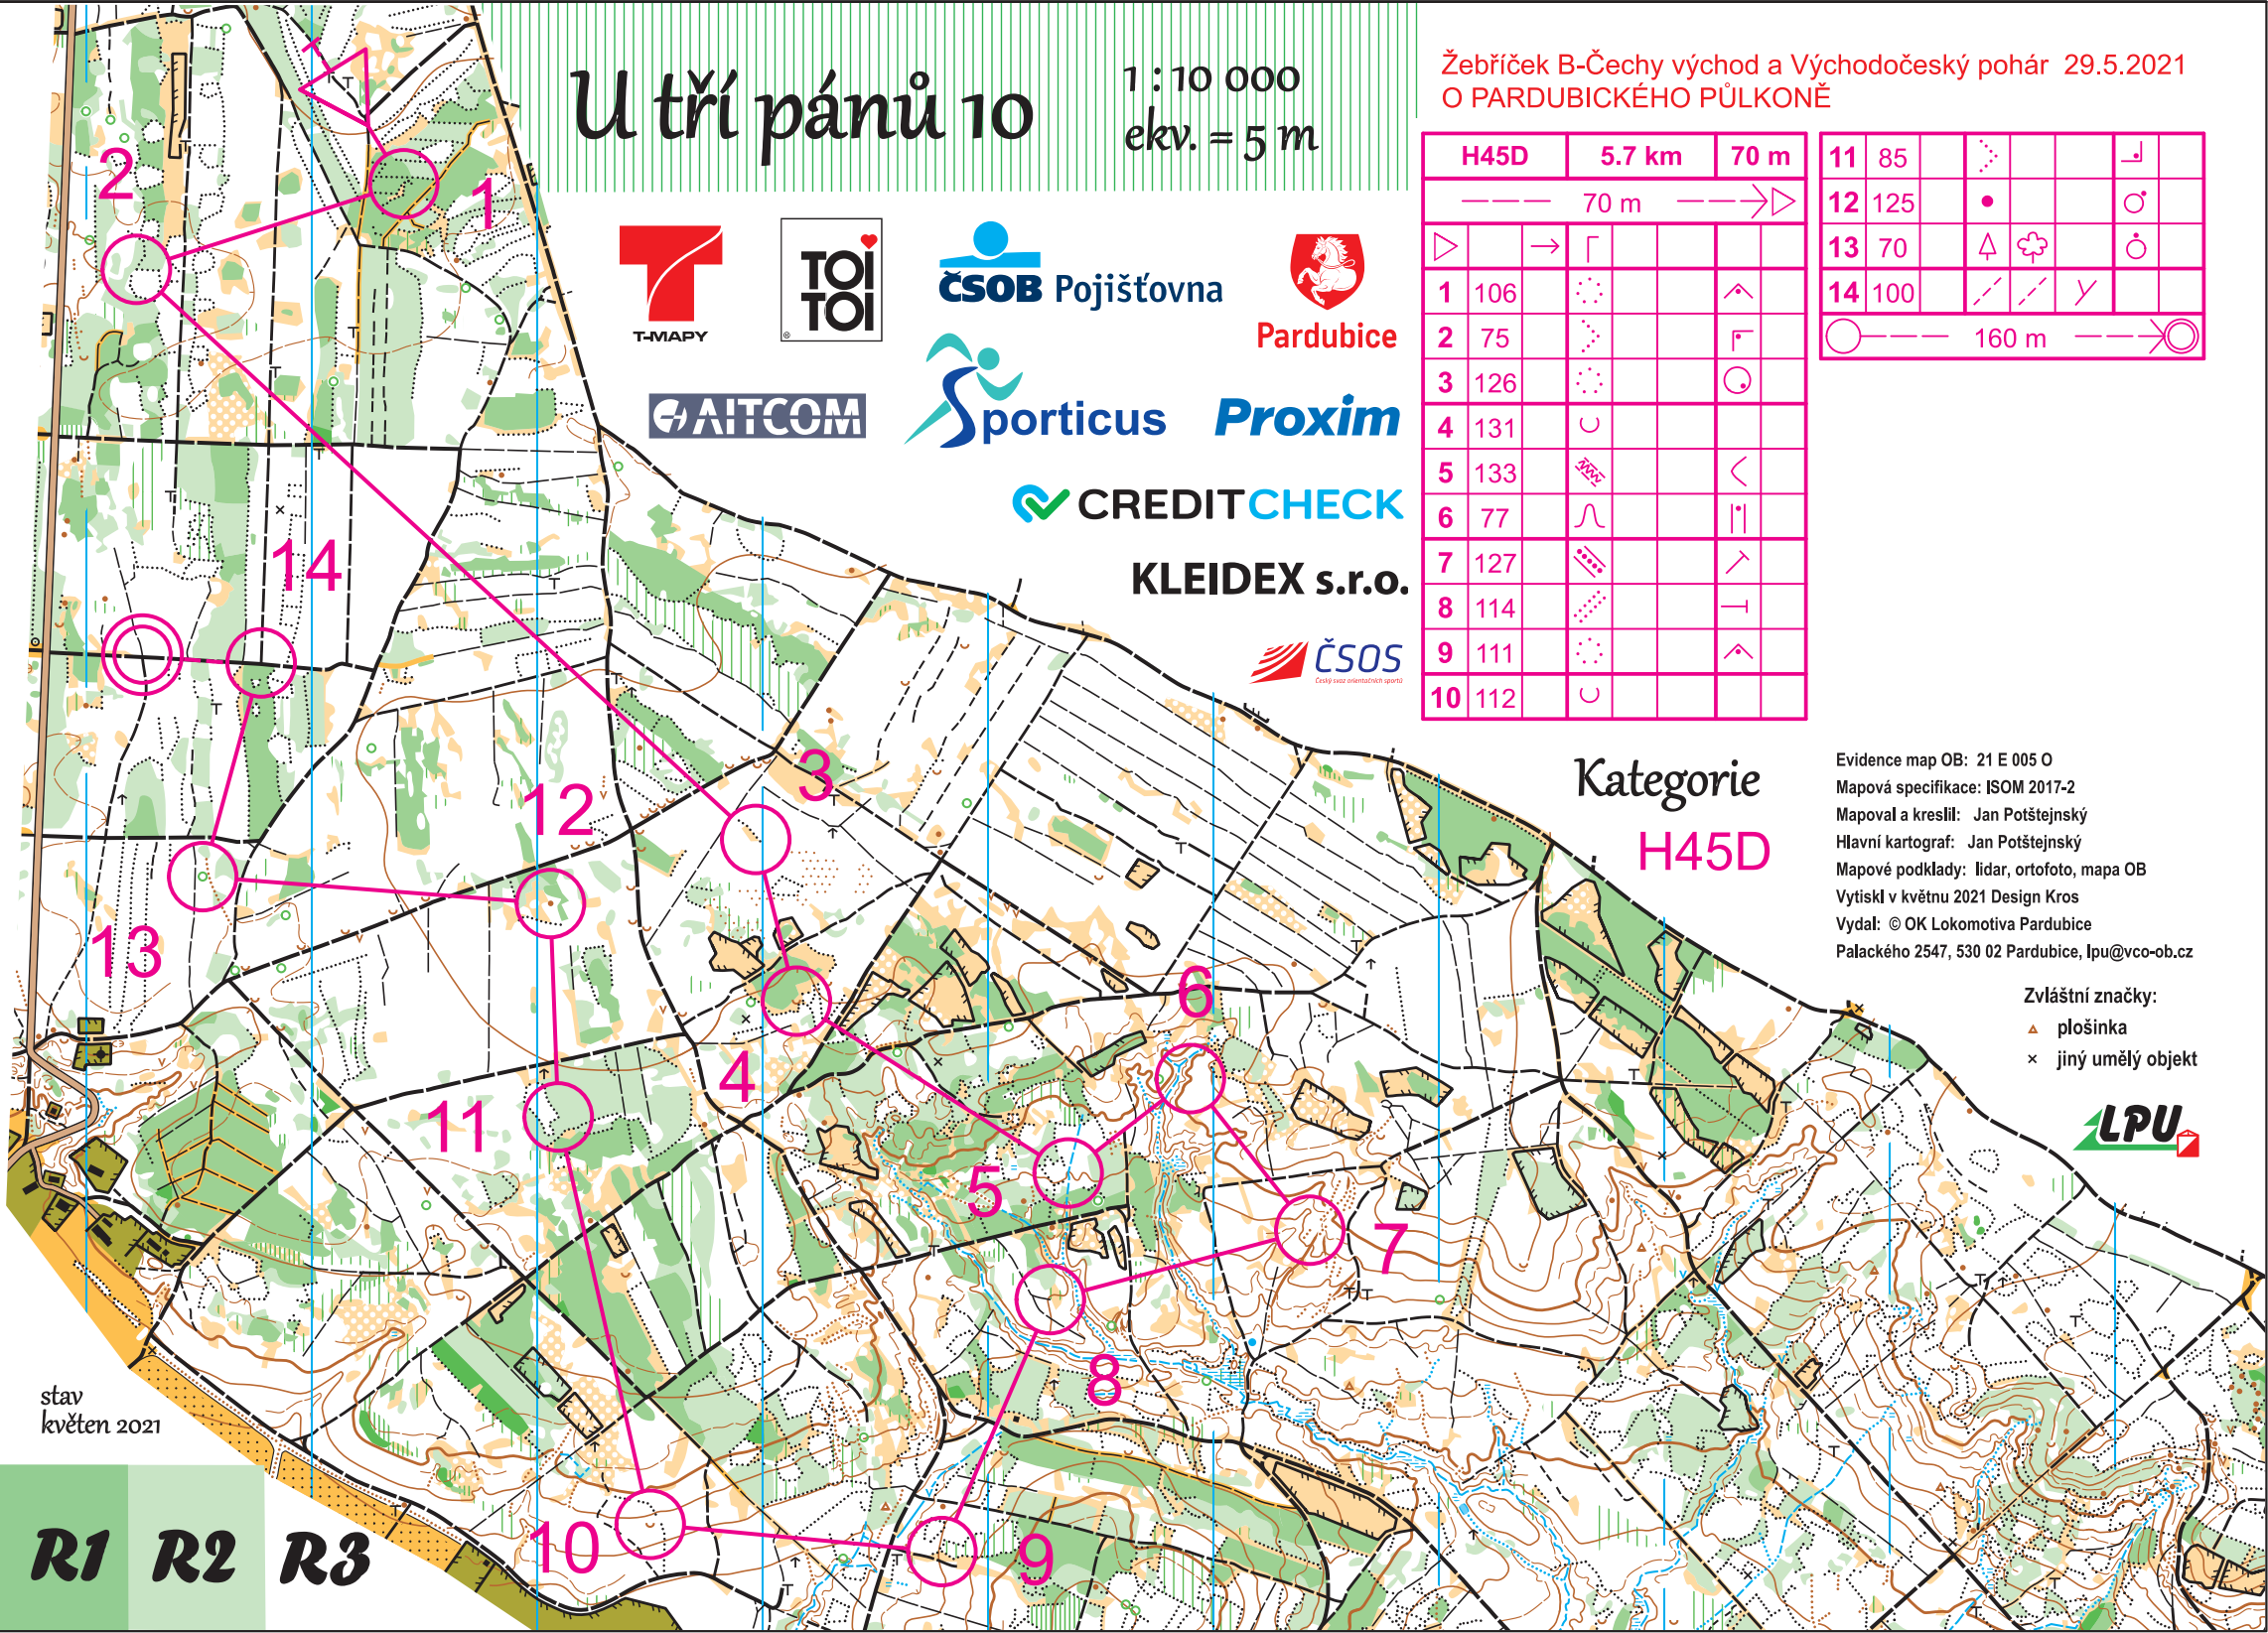 U tří pánů 10
1 : 10 000
ekv. = 5 m
Žebříček B-Čechy východ a Východočeský pohár 29.5.2021
O PARDUBICKÉHO PŮLKONĚ
H45D 5.7 km 70 m
70 m
1 106
2 75
3 126
4 131
5 133
6 77
7 127
8 114
9 111
10 112
11 85
12 125
13 70
14 100
160 m
T-MAPY
TOI
TOI
ČSOB Pojišťovna
Pardubice
AITCOM
Sporticus
Proxim
CREDITCHECK
KLEIDEX s.r.o.
ČSOS
Český svaz orientačních sportů
Kategorie
H45D
Evidence map OB: 21 E 005 O
Mapová specifikace: ISOM 2017-2
Mapoval a kreslil: Jan Potštejnský
Hlavní kartograf: Jan Potštejnský
Mapové podklady: lidar, ortofoto, mapa OB
Vytiskl v květnu 2021 Design Kros
Vydal: © OK Lokomotiva Pardubice
Palackého 2547, 530 02 Pardubice, lpu@vco-ob.cz
Zvláštní značky:
plošinka
jiný umělý objekt
LPU
1
2
3
4
5
6
7
8
9
10
11
12
13
14
stav
květen 2021
R1 R2 R3